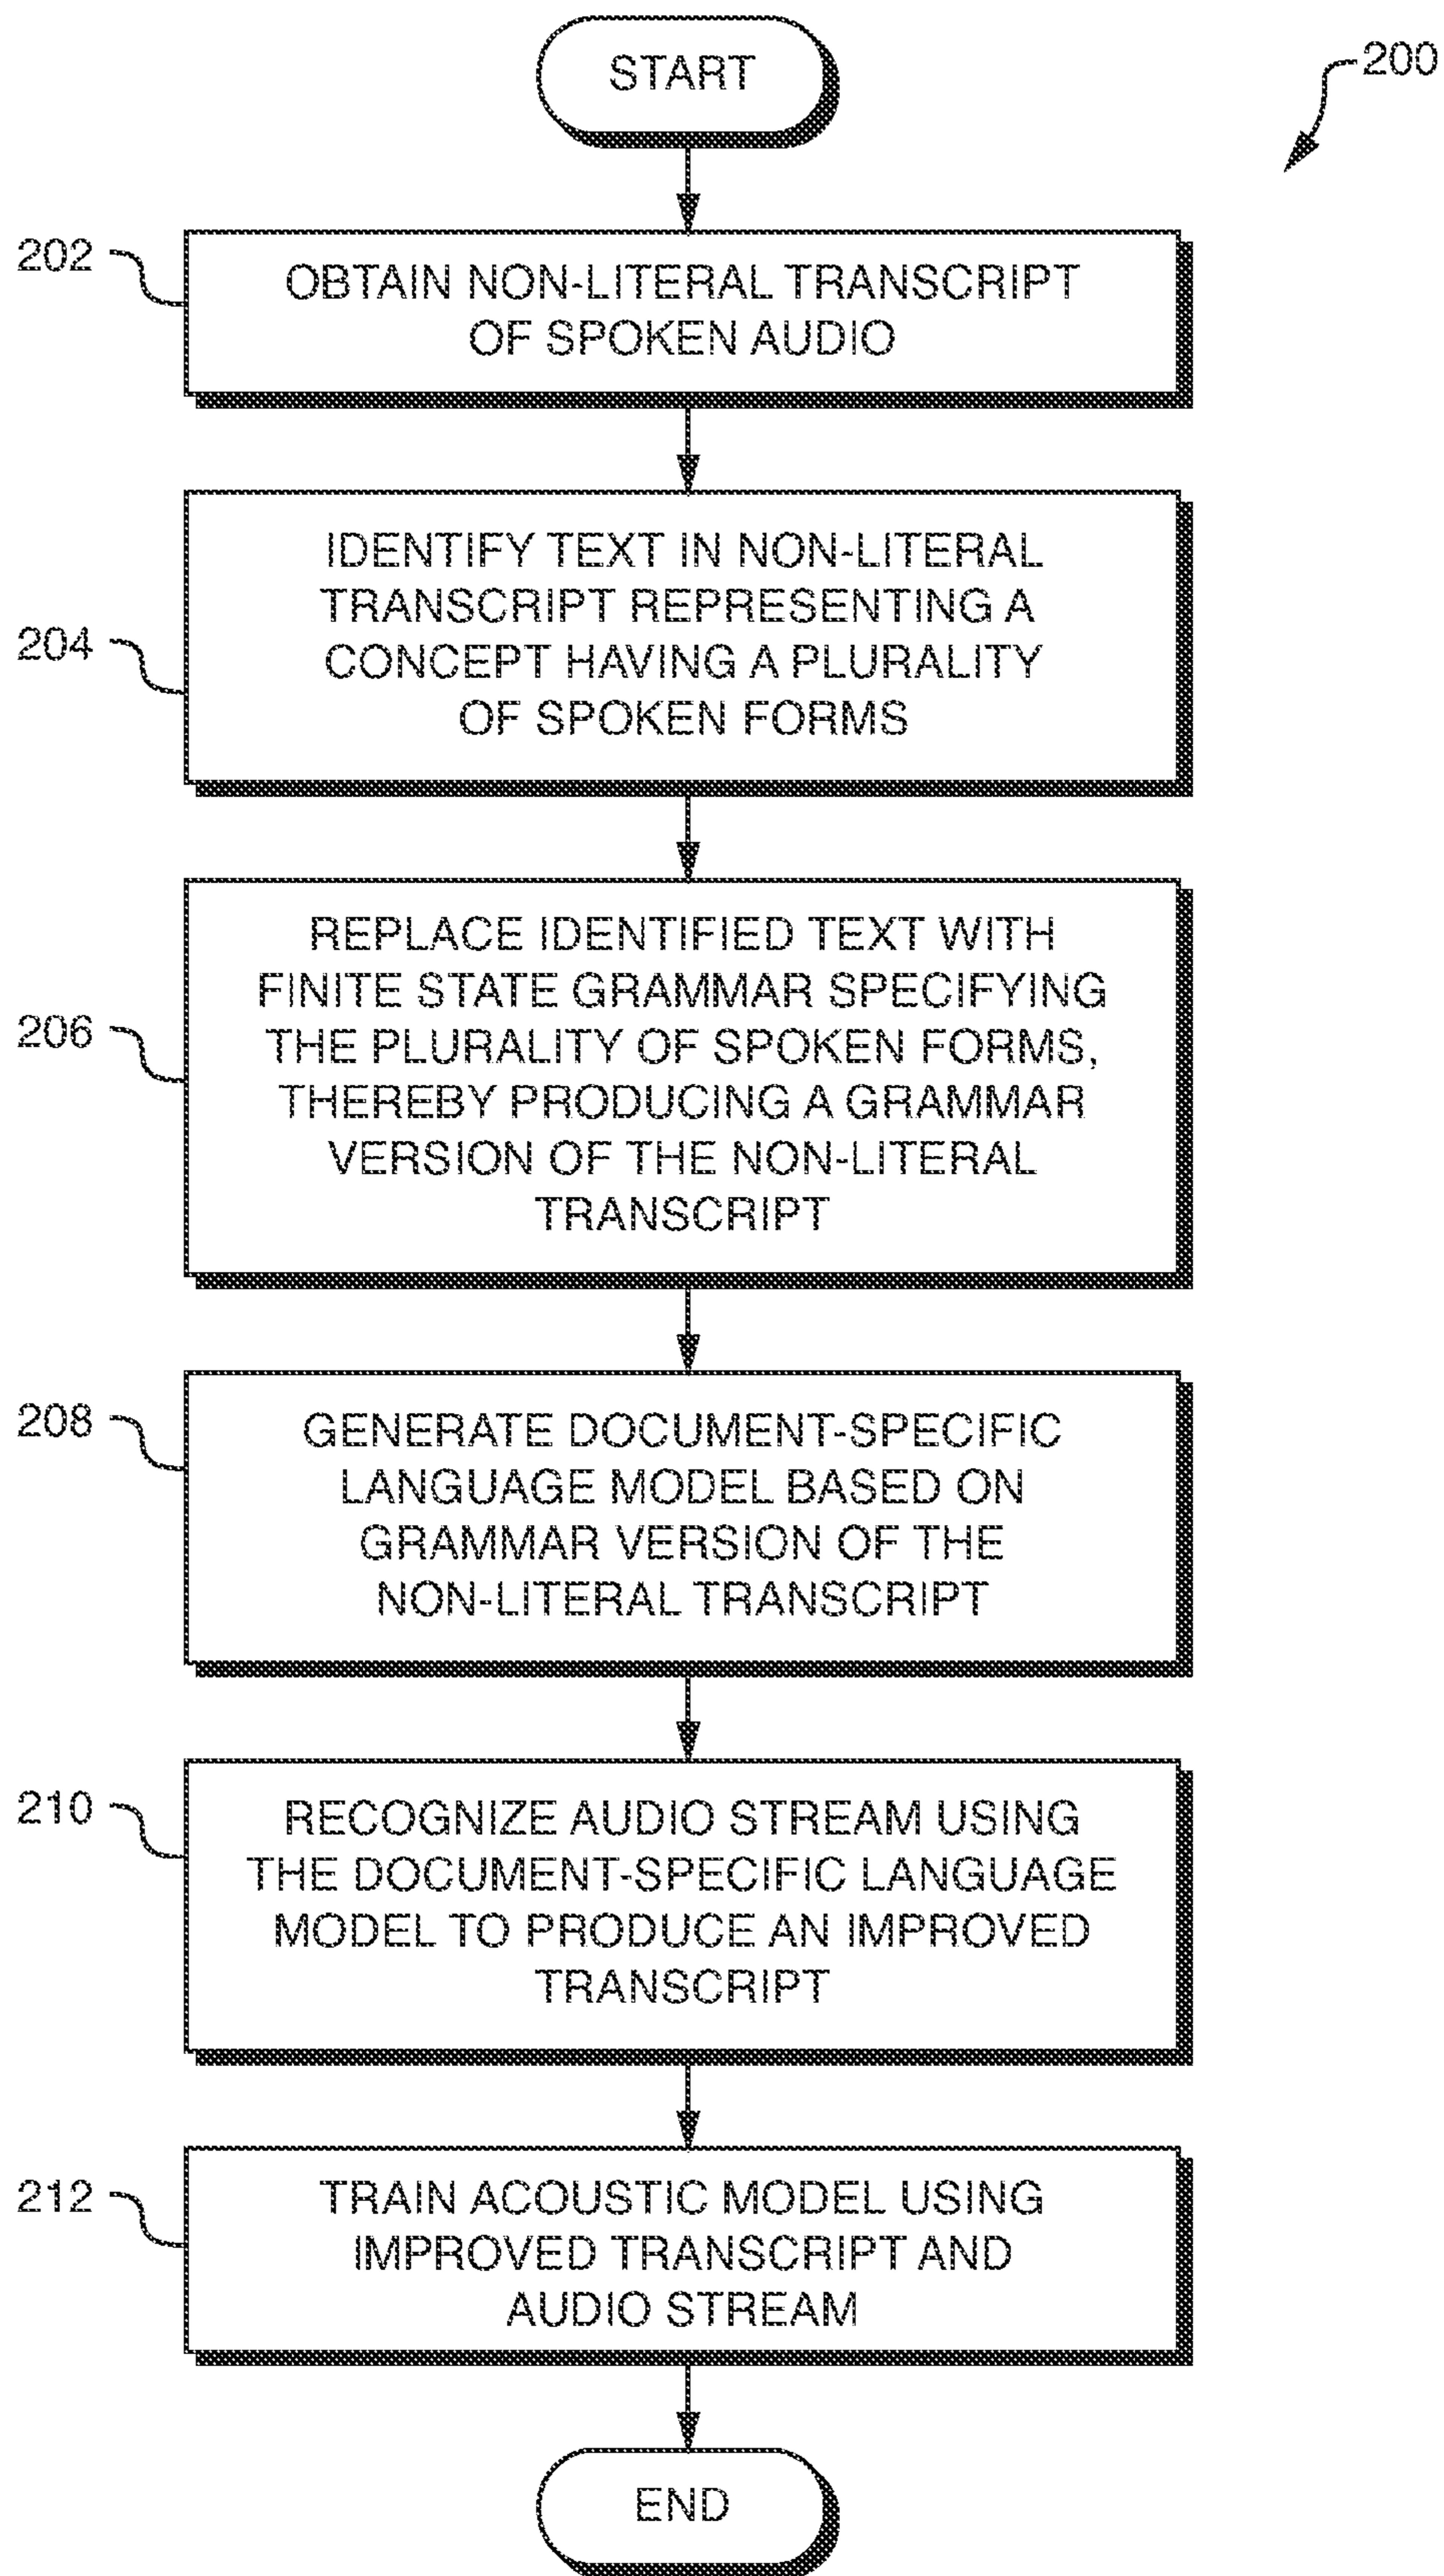 START
200
202
OBTAIN NON-LITERAL TRANSCRIPT
OF SPOKEN AUDIO
204
IDENTIFY TEXT IN NON-LITERAL
TRANSCRIPT REPRESENTING A
CONCEPT HAVING A PLURALITY
OF SPOKEN FORMS
206
REPLACE IDENTIFIED TEXT WITH
FINITE STATE GRAMMAR SPECIFYING
THE PLURALITY OF SPOKEN FORMS,
THEREBY PRODUCING A GRAMMAR
VERSION OF THE NON-LITERAL
TRANSCRIPT
208
GENERATE DOCUMENT-SPECIFIC
LANGUAGE MODEL BASED ON
GRAMMAR VERSION OF THE
NON-LITERAL TRANSCRIPT
210
RECOGNIZE AUDIO STREAM USING
THE DOCUMENT-SPECIFIC LANGUAGE
MODEL TO PRODUCE AN IMPROVED
TRANSCRIPT
212
TRAIN ACOUSTIC MODEL USING
IMPROVED TRANSCRIPT AND
AUDIO STREAM
END